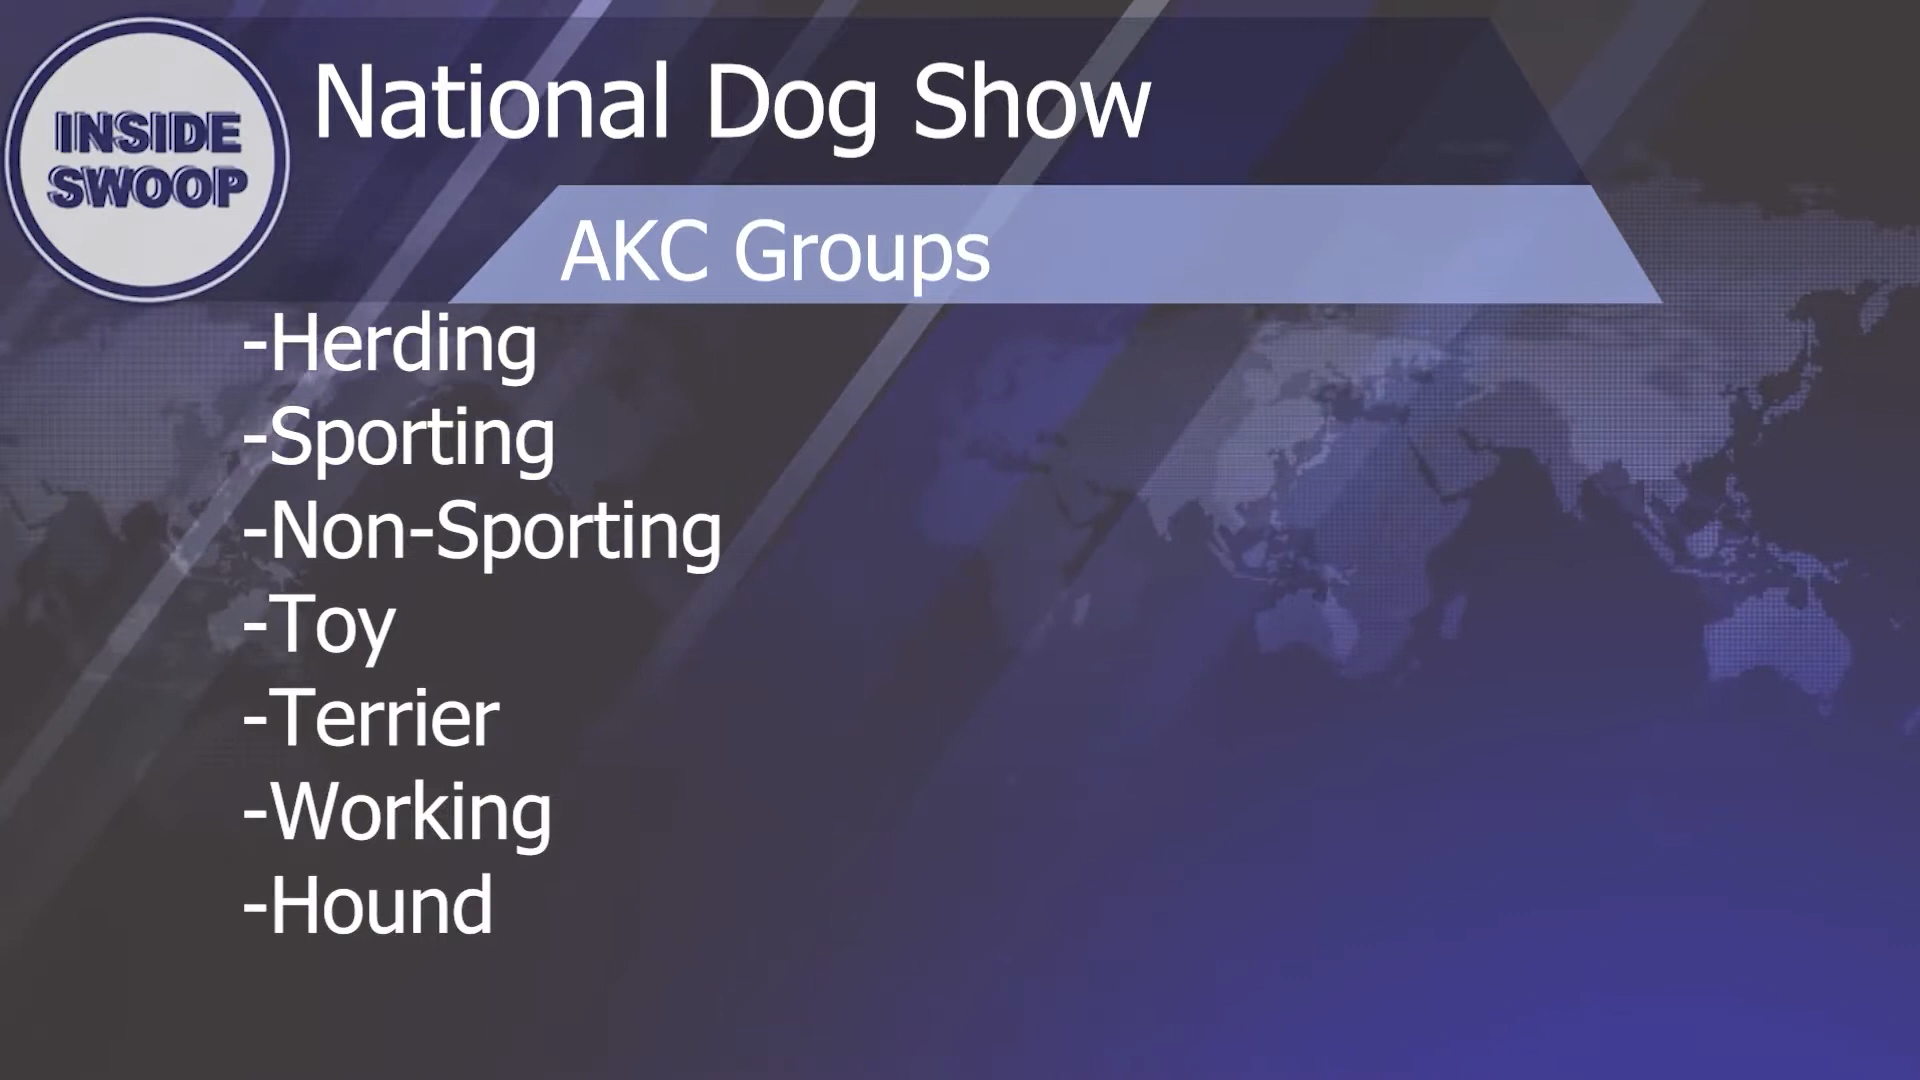 INSIDE
SWOOP
National Dog Show
AKC Groups
-Herding
-Sporting
-Non-Sporting
-Toy
-Terrier
-Working
-Hound